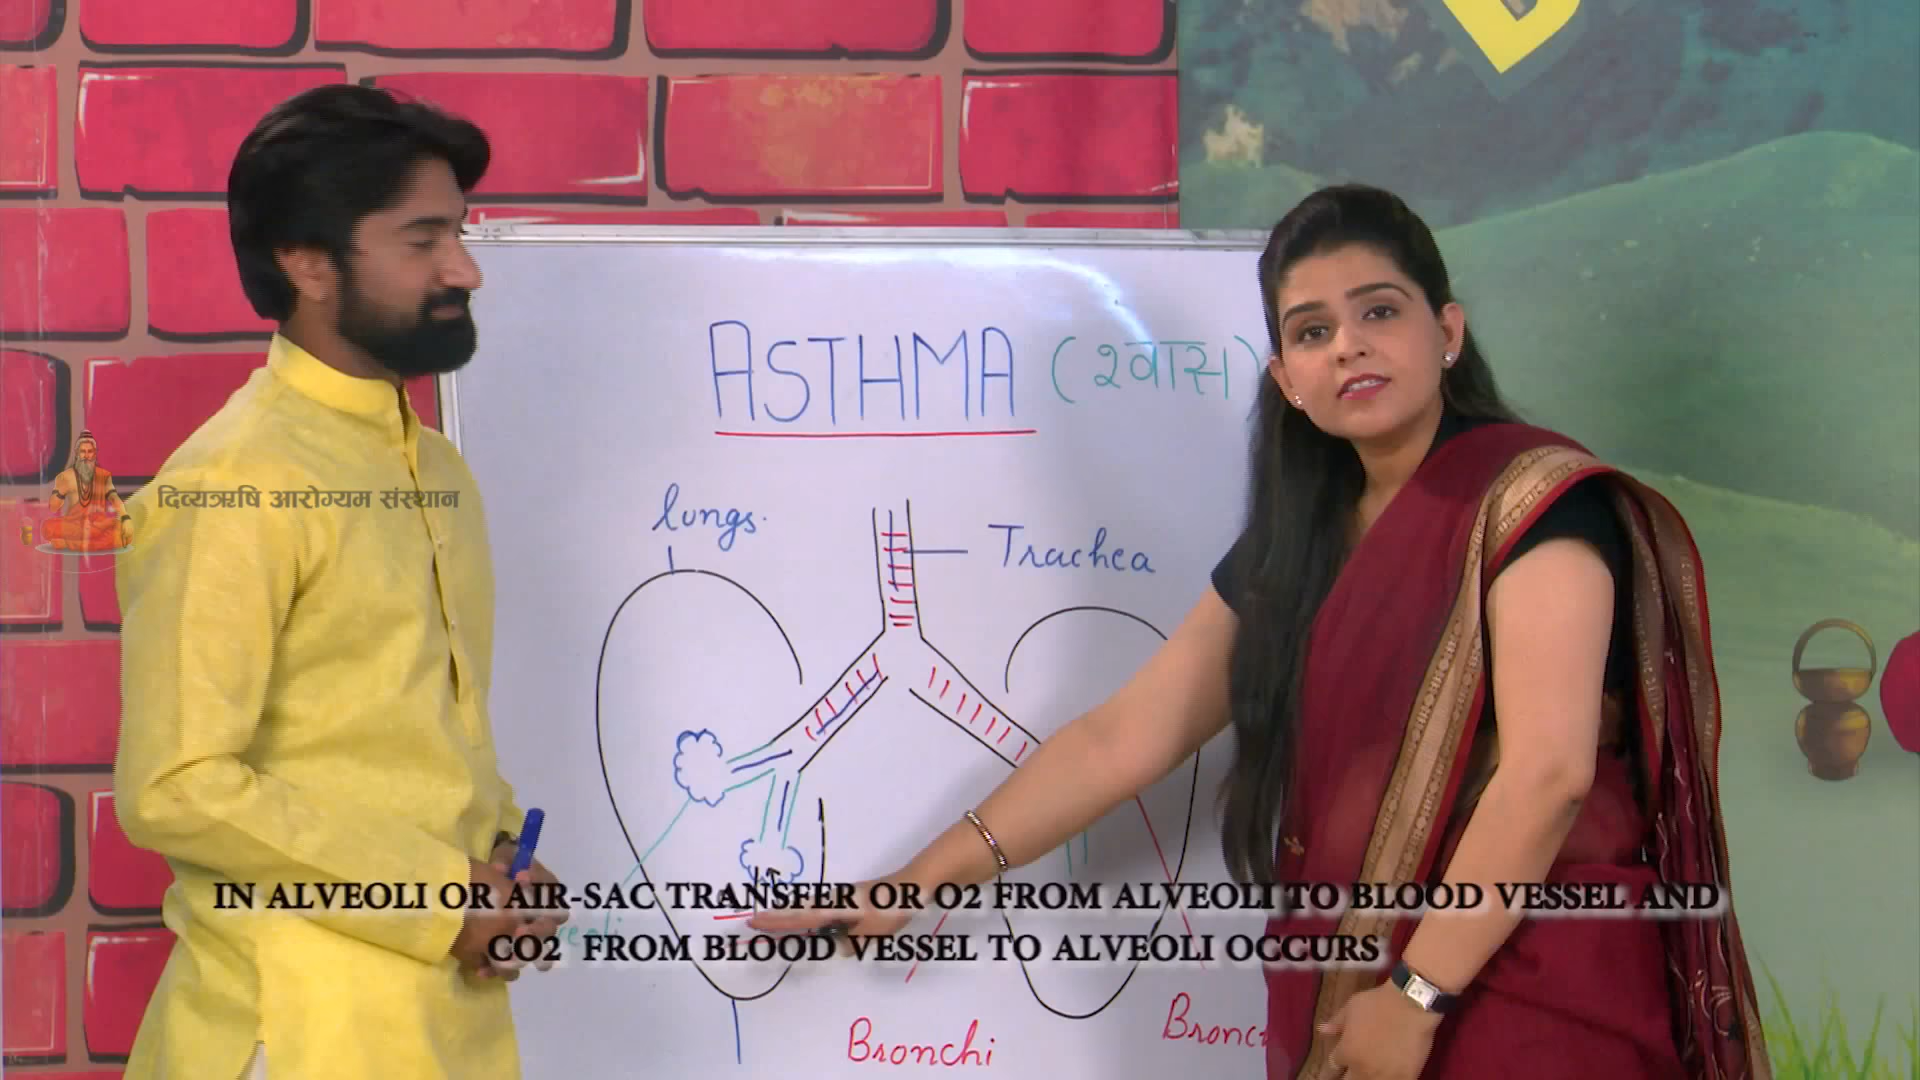 ASTHMA (श्वास)
lungs.
Trachea
दिव्यऋषि आरोग्यम संस्थान
IN ALVEOLI OR AIR-SAC TRANSFER OR O2 FROM ALVEOLI TO BLOOD VESSEL AND
CO2 FROM BLOOD VESSEL TO ALVEOLI OCCURS
Bronchi